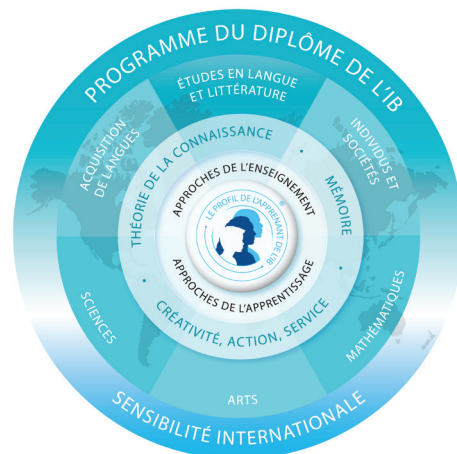 PROGRAMME DU DIPLÔME DE L'IB
ÉTUDES EN LANGUE
ET LITTÉRATURE
ACQUISITION
DE LANGUES
INDIVIDUS ET
SOCIÉTÉS
THÉORIE DE LA CONNAISSANCE
MÉMOIRE
APPROCHES DE L'ENSEIGNEMENT
LE PROFIL DE L'APPRENANT DE L'IB
®
APPROCHES DE L'APPRENTISSAGE
CRÉATIVITÉ, ACTION, SERVICE
SCIENCES
MATHÉMATIQUES
ARTS
SENSIBILITÉ INTERNATIONALE